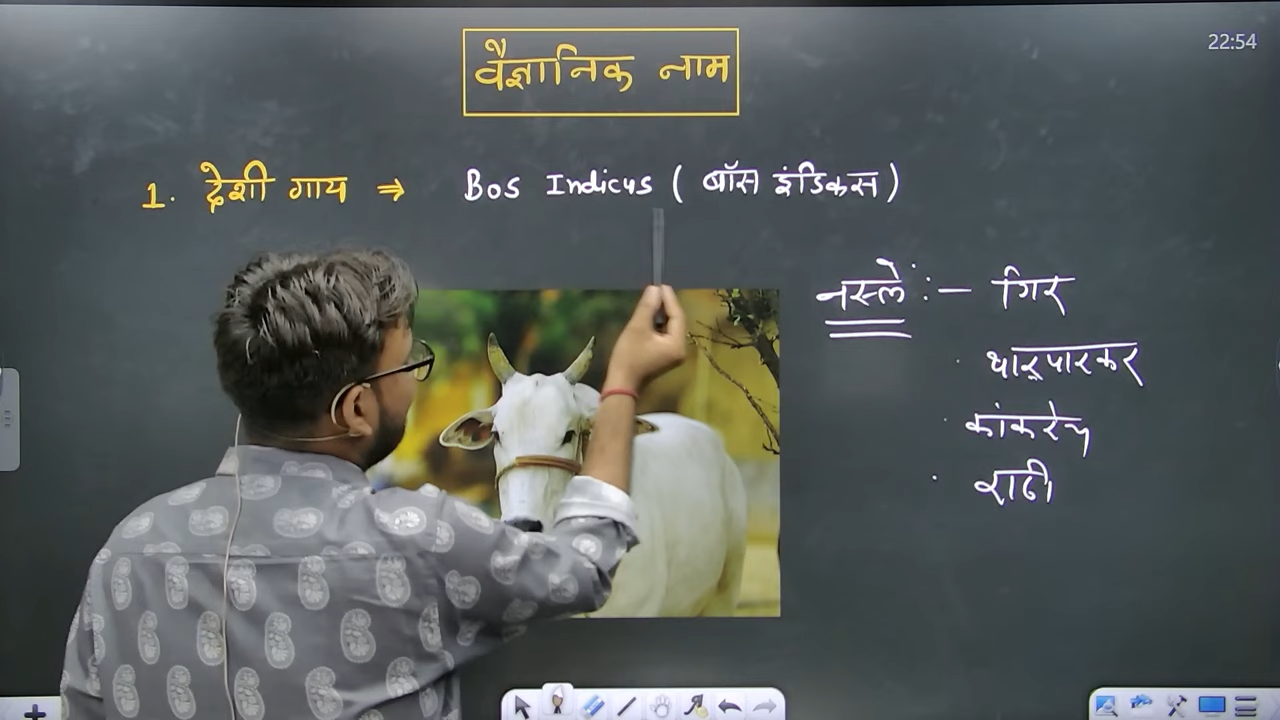 22:54
वैज्ञानिक नाम
1. देशी गाय ⇒ Bos Indicus ( बॉस इंडिकस )
नस्ले :- गिर
थारपारकर
कांकरेच
राठी